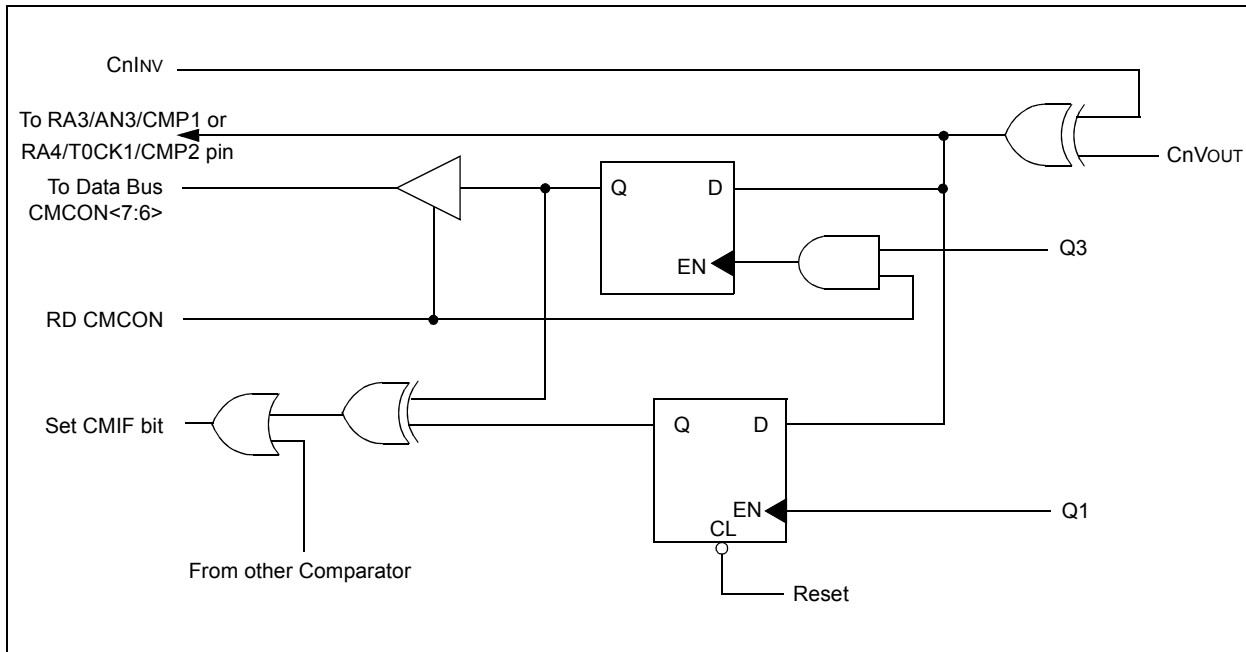 CnINV
To RA3/AN3/CMP1 or
RA4/T0CK1/CMP2 pin
CnVOUT
To Data Bus
CMCON<7:6>
Q
D
EN
Q3
RD CMCON
Set CMIF bit
Q
D
EN
CL
Q1
From other Comparator
Reset